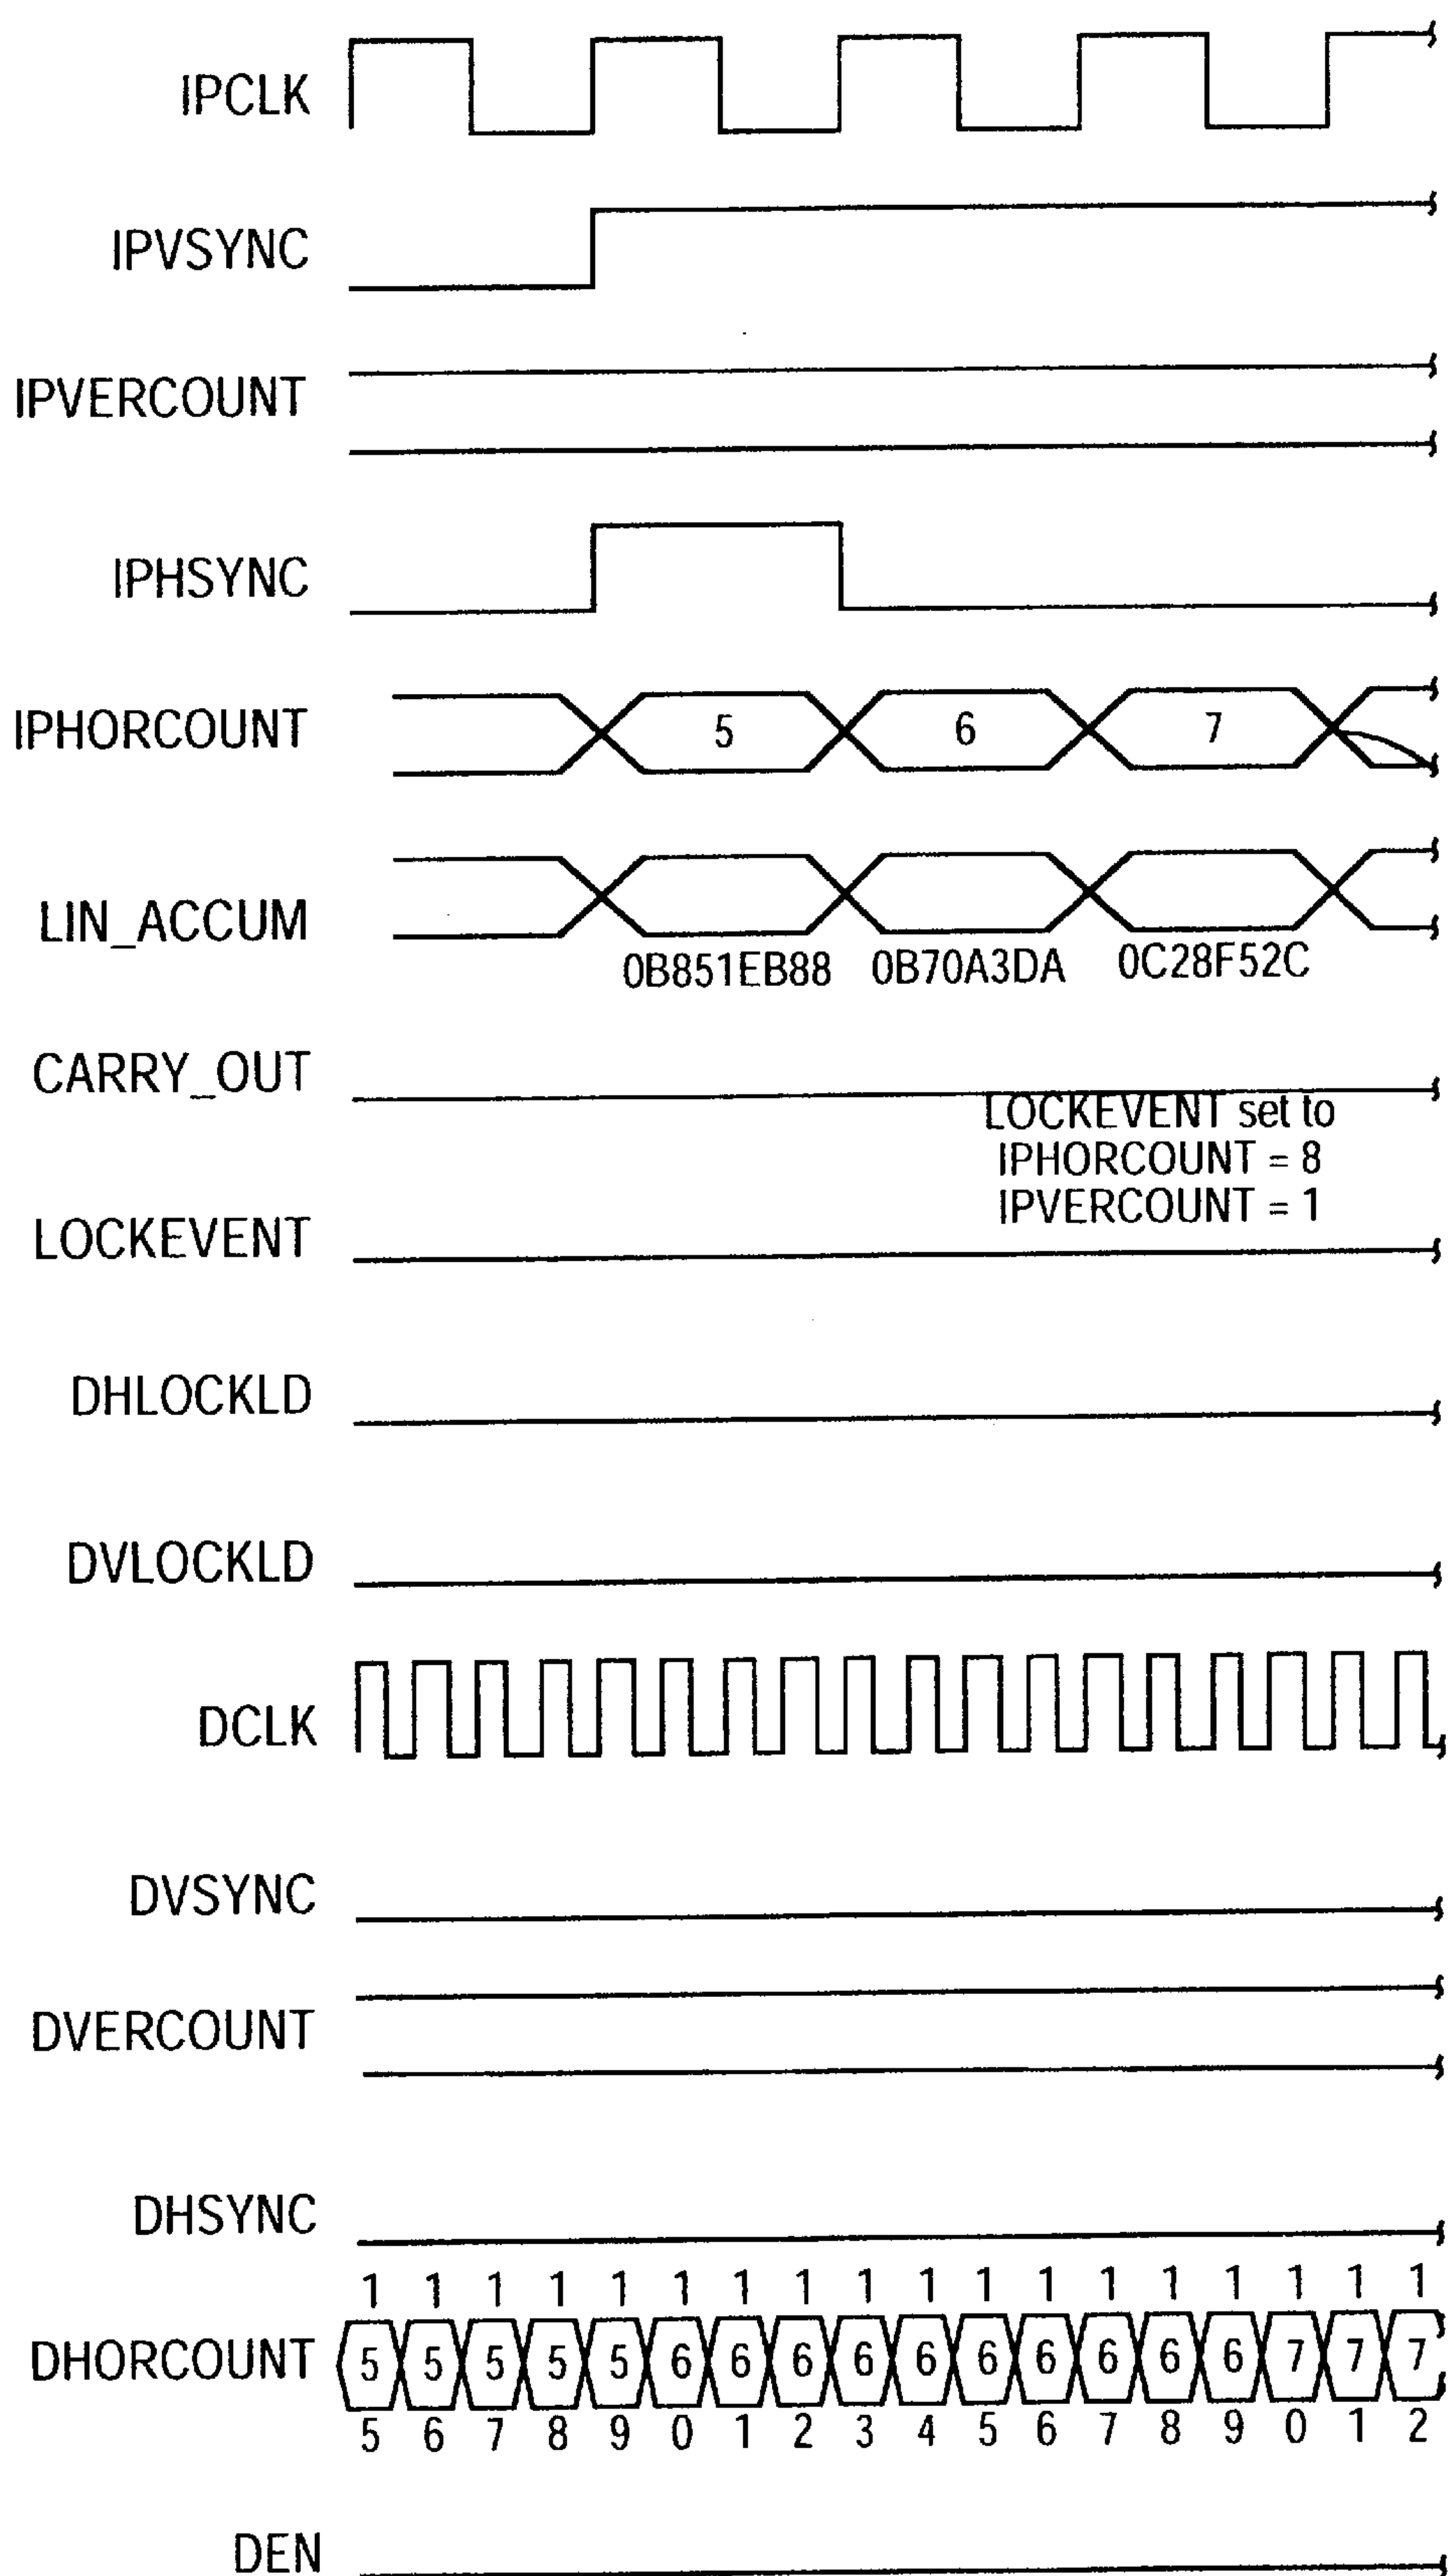 IPCLK
IPVSYNC
IPVERCOUNT
IPHSYNC
IPHORCOUNT 5 6 7
LIN_ACCUM
0B851EB88 0B70A3DA 0C28F52C
CARRY_OUT
LOCKEVENT set to
IPHORCOUNT = 8
IPVERCOUNT = 1
LOCKEVENT
DHLOCKLD
DVLOCKLD
DCLK
DVSYNC
DVERCOUNT
DHSYNC
1 1 1 1 1 1 1 1 1 1 1 1 1 1 1 1 1 1
DHORCOUNT 5 5 5 5 5 6 6 6 6 6 6 6 6 6 6 7 7 7
5 6 7 8 9 0 1 2 3 4 5 6 7 8 9 0 1 2
DEN